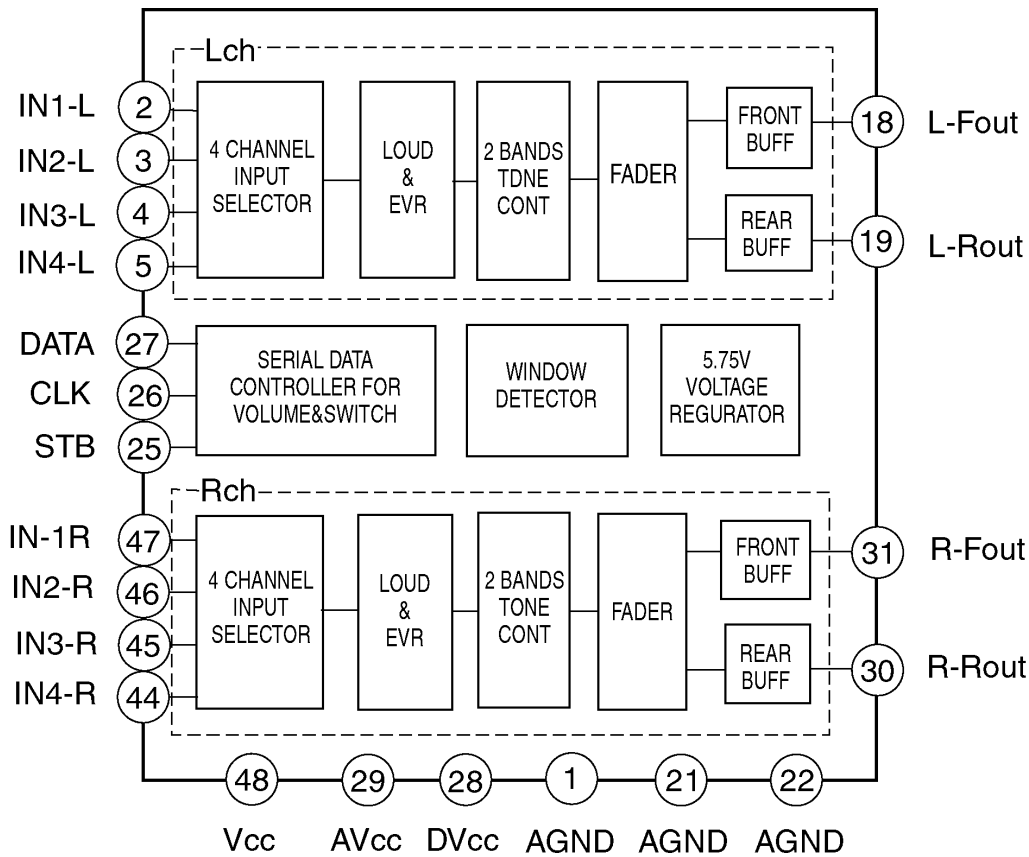 Lch
IN1-L 2
IN2-L 3
IN3-L 4
IN4-L 5
4 CHANNEL
INPUT
SELECTOR
LOUD
&
EVR
2 BANDS
TDNE
CONT
FADER
FRONT
BUFF
REAR
BUFF
18 L-Fout
19 L-Rout
DATA 27
CLK 26
STB 25
SERIAL DATA
CONTROLLER FOR
VOLUME&SWITCH
WINDOW
DETECTOR
5.75V
VOLTAGE
REGURATOR
Rch
IN-1R 47
IN2-R 46
IN3-R 45
IN4-R 44
4 CHANNEL
INPUT
SELECTOR
LOUD
&
EVR
2 BANDS
TONE
CONT
FADER
FRONT
BUFF
REAR
BUFF
31 R-Fout
30 R-Rout
48 29 28 1 21 22
Vcc AVcc DVcc AGND AGND AGND